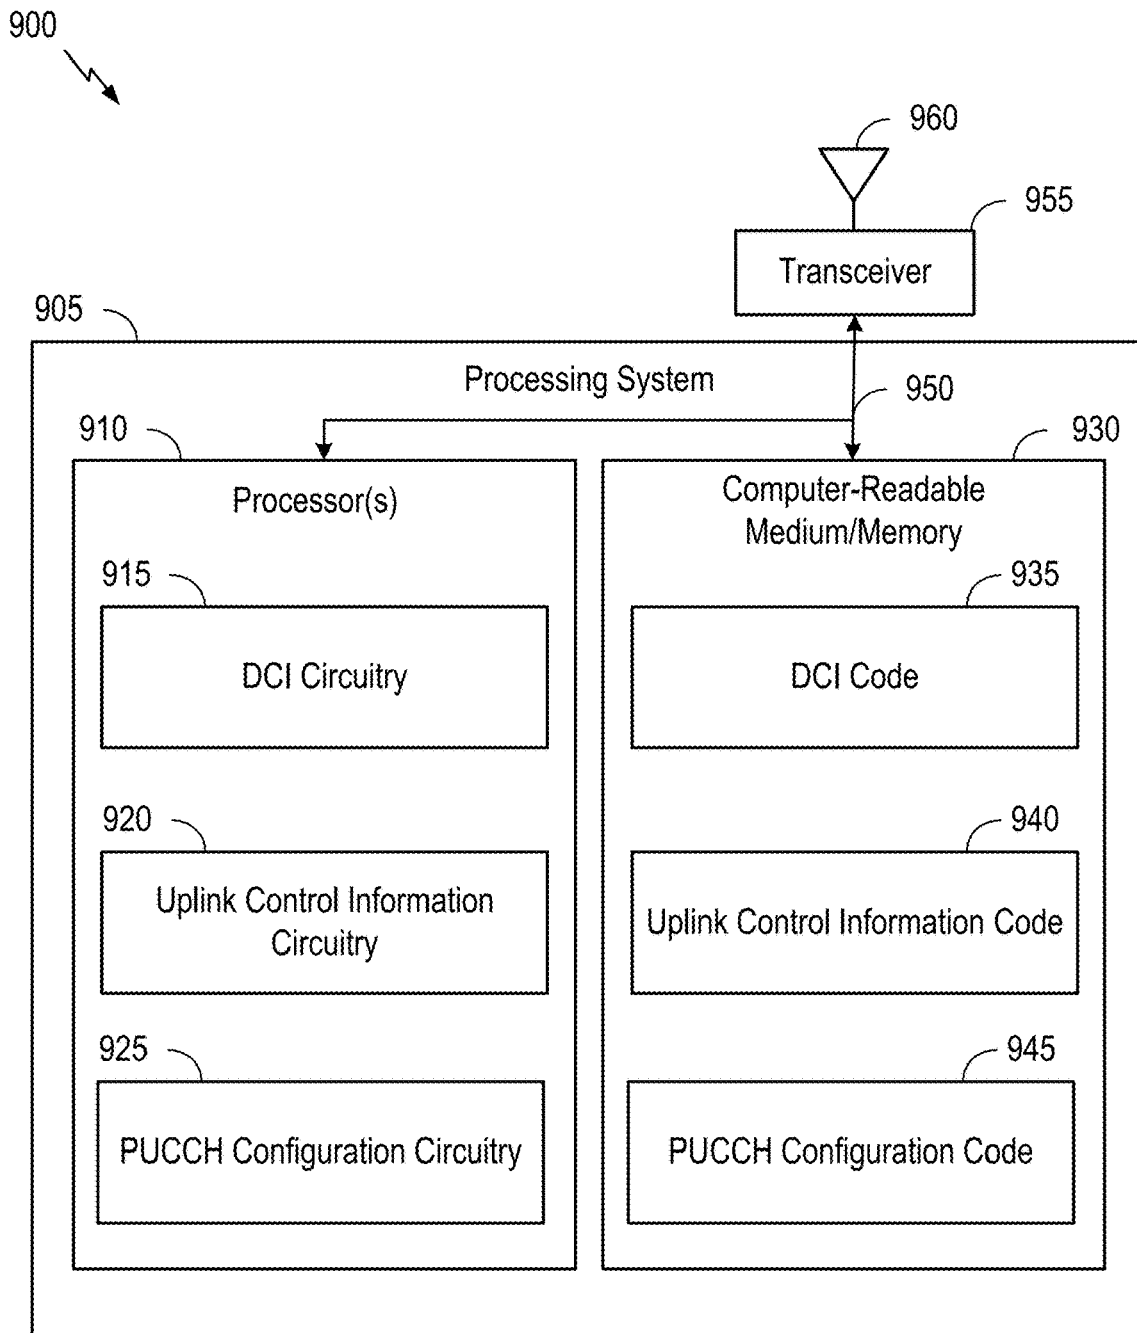 900
960
955
Transceiver
905
Processing System
950
910
930
Processor(s)
Computer-Readable
Medium/Memory
915
935
DCI Circuitry
DCI Code
920
940
Uplink Control Information
Circuitry
Uplink Control Information Code
925
945
PUCCH Configuration Circuitry
PUCCH Configuration Code